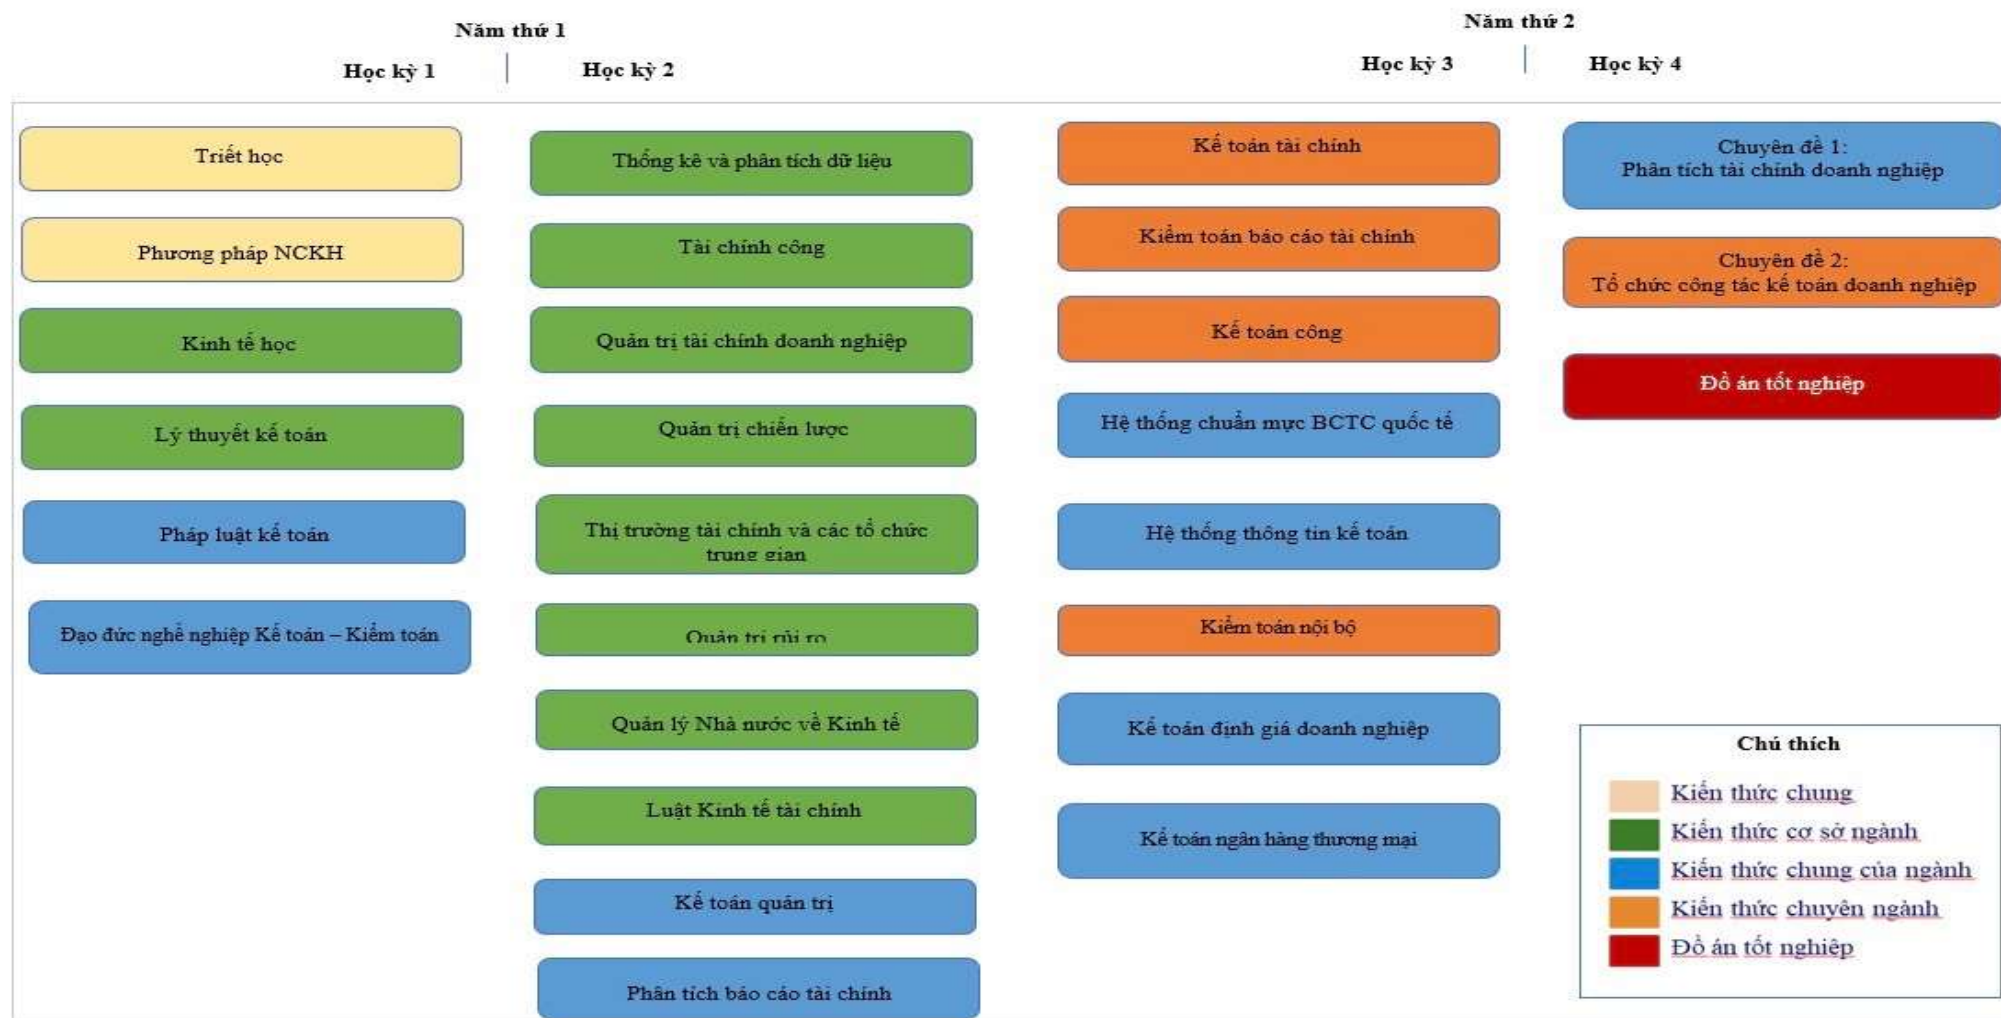 Năm thứ 1
Học kỳ 1
Học kỳ 2
Năm thứ 2
Học kỳ 3
Học kỳ 4
Triết học
Phương pháp NCKH
Kinh tế học
Lý thuyết kế toán
Pháp luật kế toán
Đạo đức nghề nghiệp Kế toán – Kiểm toán
Thống kê và phân tích dữ liệu
Tài chính công
Quản trị tài chính doanh nghiệp
Quản trị chiến lược
Thị trường tài chính và các tổ chức
trung gian
Quản trị rủi ro
Quản lý Nhà nước về Kinh tế
Luật Kinh tế tài chính
Kế toán quản trị
Phân tích báo cáo tài chính
Kế toán tài chính
Kiểm toán báo cáo tài chính
Kế toán công
Hệ thống chuẩn mực BCTC quốc tế
Hệ thống thông tin kế toán
Kiểm toán nội bộ
Kế toán định giá doanh nghiệp
Kế toán ngân hàng thương mại
Chuyên đề 1:
Phân tích tài chính doanh nghiệp
Chuyên đề 2:
Tổ chức công tác kế toán doanh nghiệp
Đồ án tốt nghiệp
Chú thích
Kiến thức chung
Kiến thức cơ sở ngành
Kiến thức chung của ngành
Kiến thức chuyên ngành
Đồ án tốt nghiệp